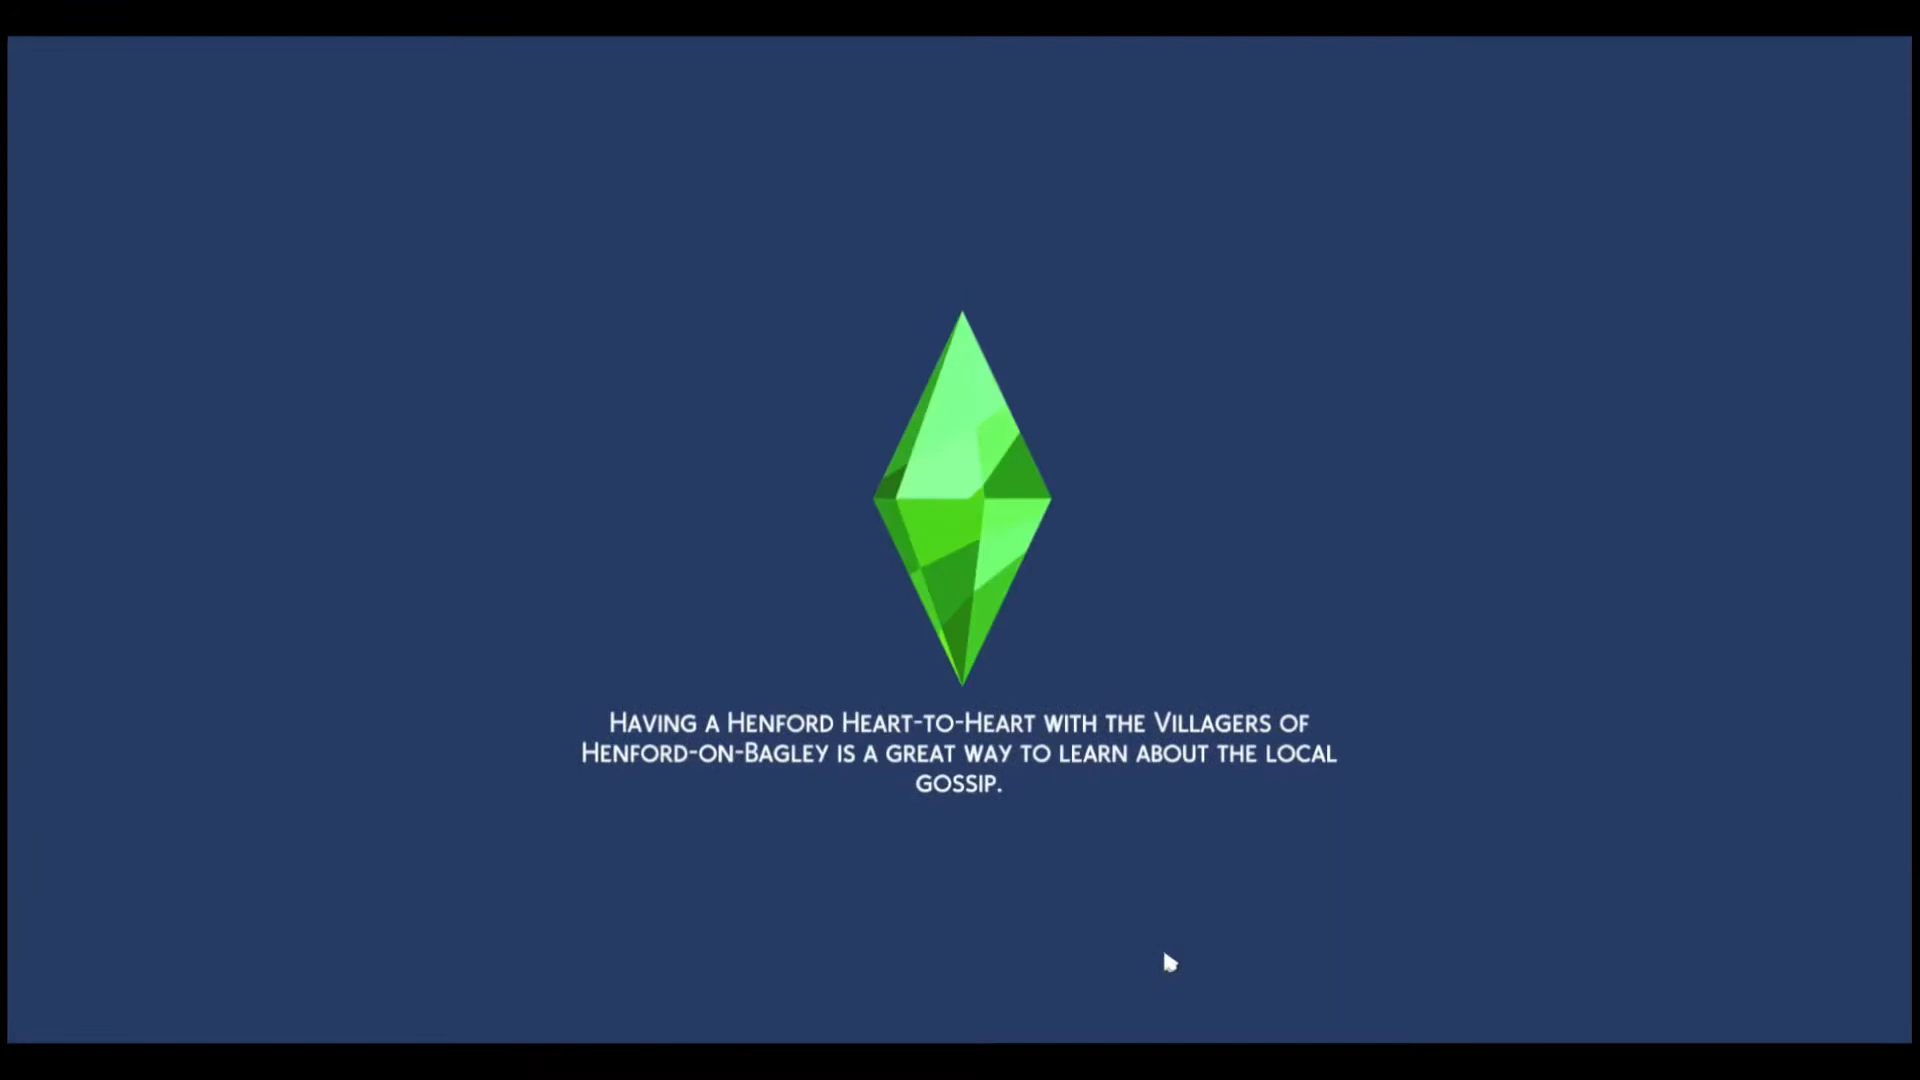 Having a Henford Heart-to-Heart with the Villagers of
Henford-on-Bagley is a great way to learn about the local
gossip.